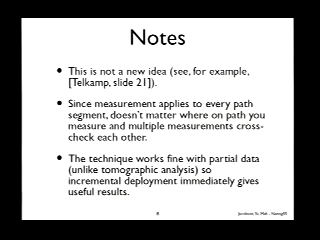 Notes
• This is not a new idea (see, for example,
[Telkamp, slide 21]).
• Since measurement applies to every path
segment, doesn't matter where on path you
measure and multiple measurements cross-
check each other.
• The technique works fine with partial data
(unlike tomographic analysis) so
incremental deployment immediately gives
useful results.